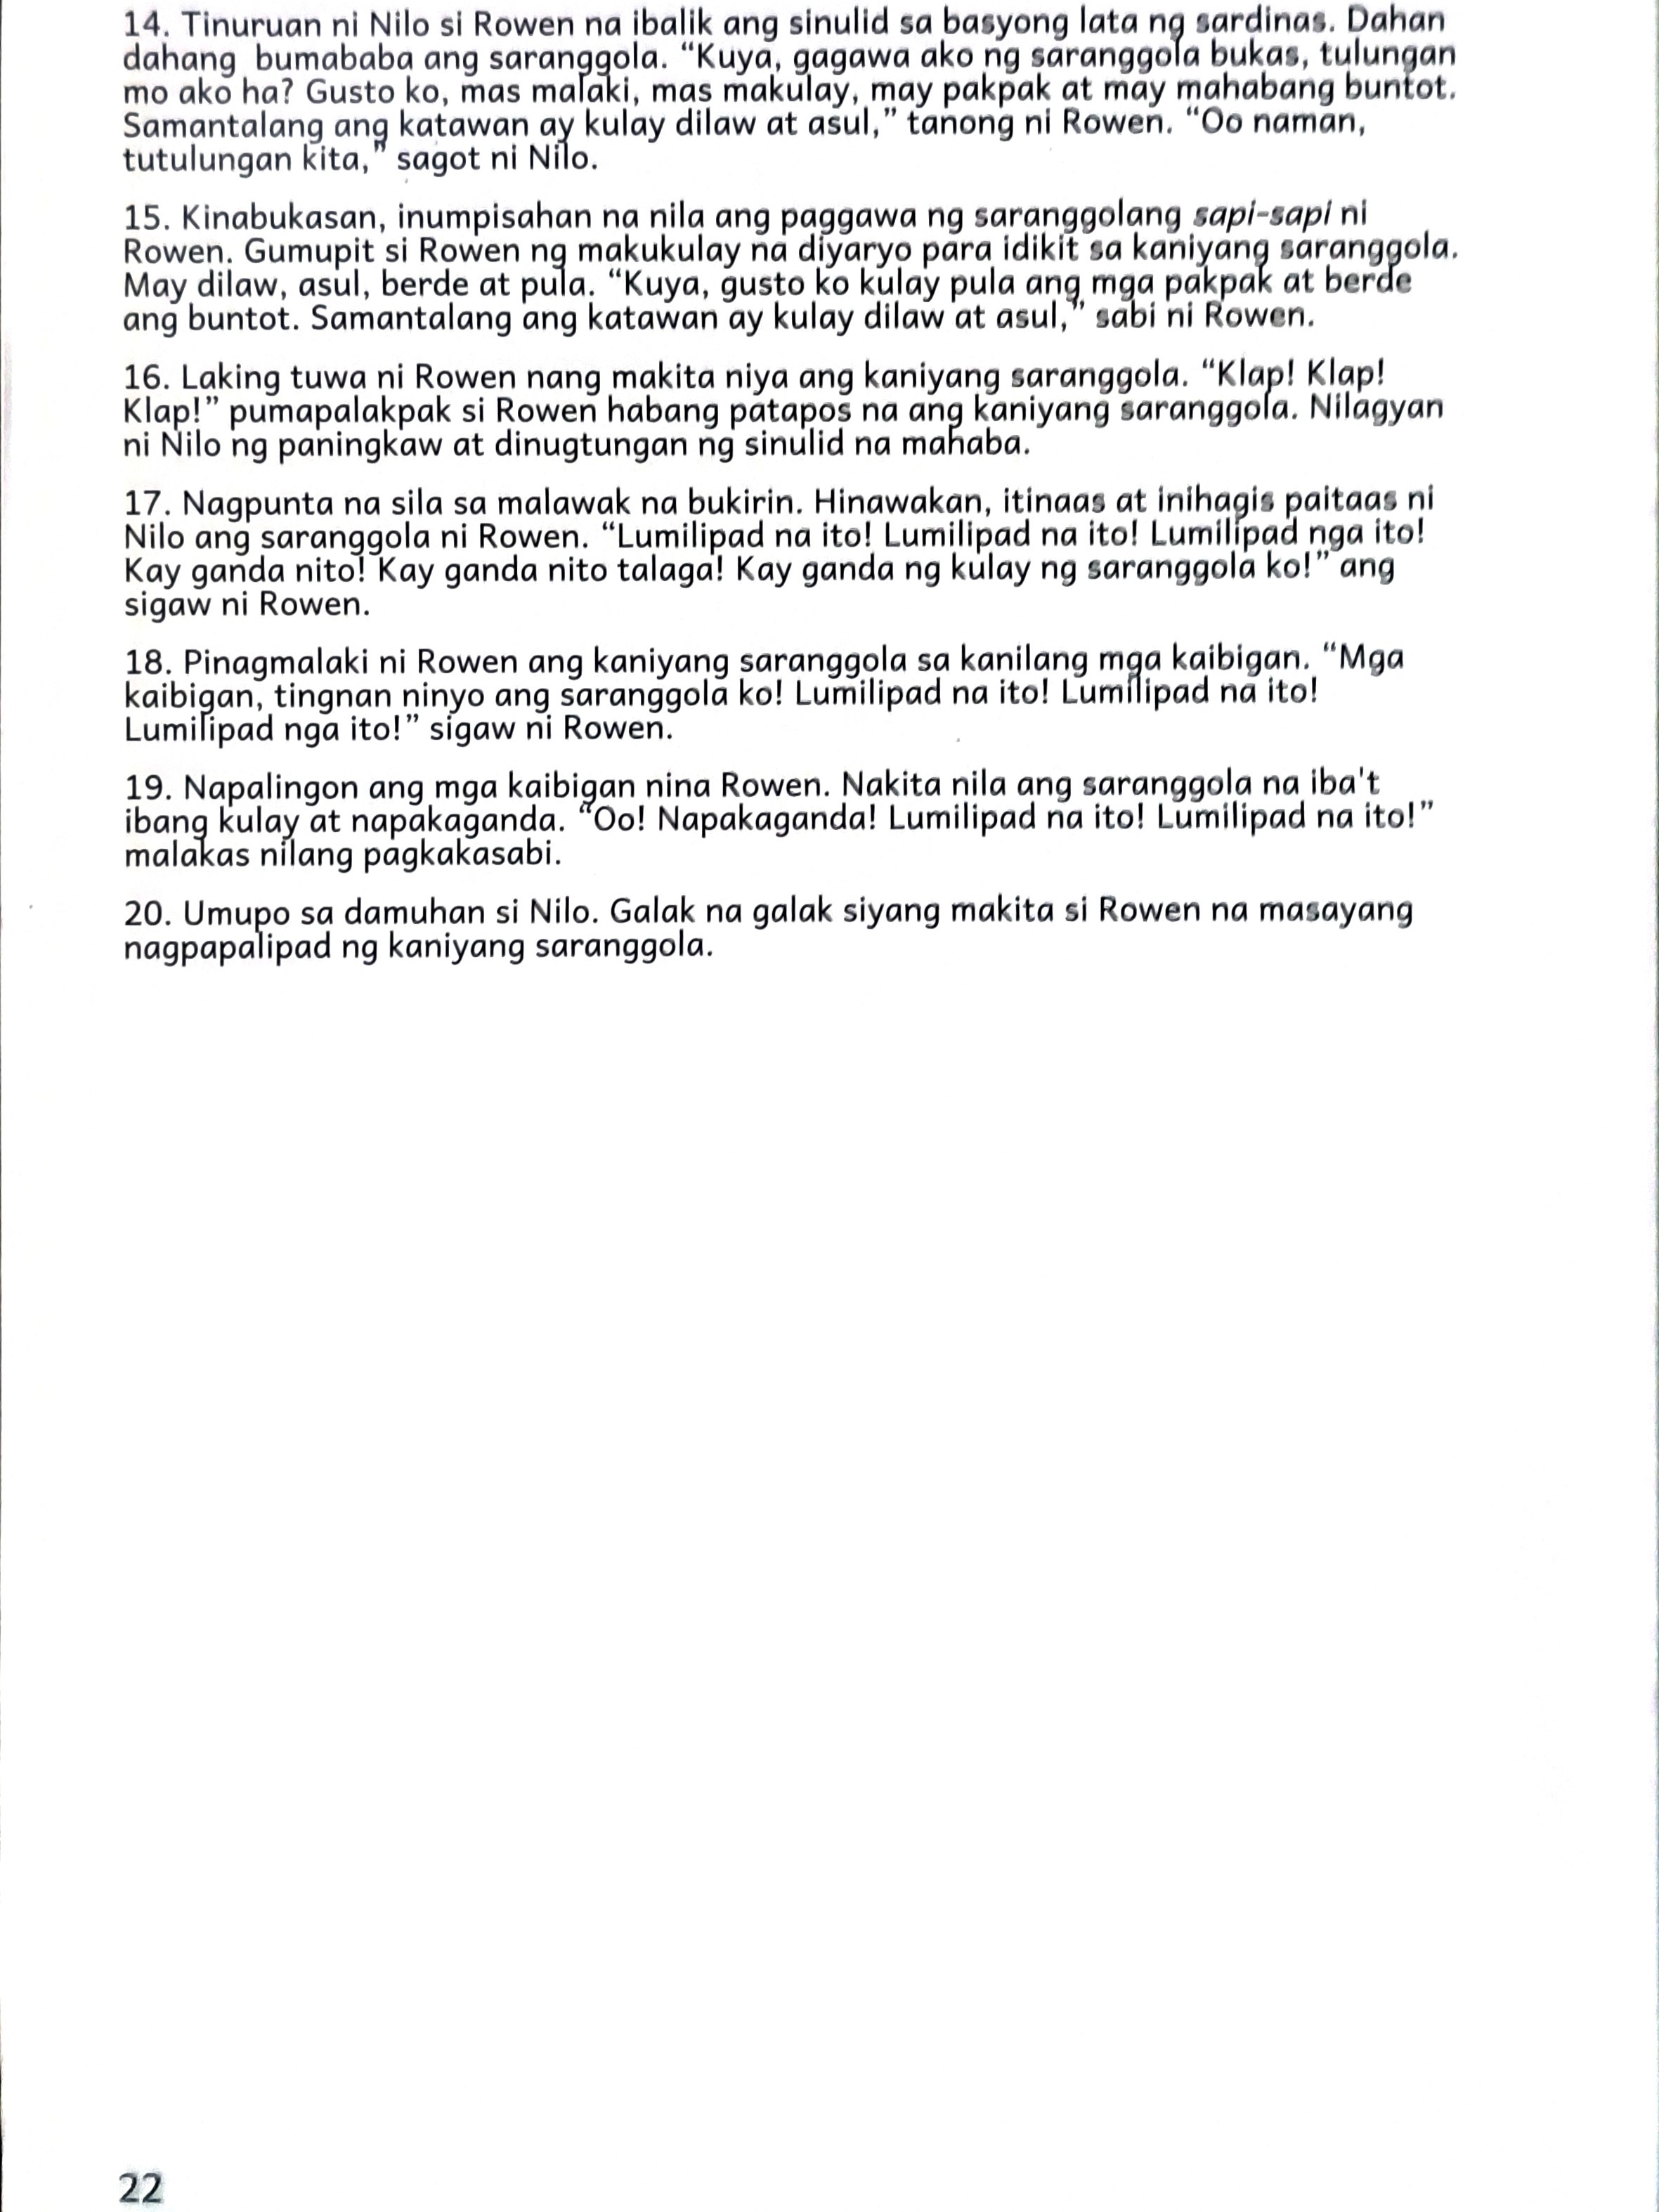 14. Tinuruan ni Nilo si Rowen na ibalik ang sinulid sa basyong lata ng sardinas. Dahan
dahang bumababa ang saranggola. “Kuya, gagawa ako ng saranggola bukas, tulungan
mo ako ha? Gusto ko, mas malaki, mas makulay, may pakpak at may mahabang buntot.
Samantalang ang katawan ay kulay dilaw at asul,” tanong ni Rowen. “Oo naman,
tutulungan kita,” sagot ni Nilo.
15. Kinabukasan, inumpisahan na nila ang paggawa ng saranggolang sapi-sapi ni
Rowen. Gumupit si Rowen ng makukulay na diyaryo para idikit sa kaniyang saranggola.
May dilaw, asul, berde at pula. “Kuya, gusto ko kulay pula ang mga pakpak at berde
ang buntot. Samantalang ang katawan ay kulay dilaw at asul,” sabi ni Rowen.
16. Laking tuwa ni Rowen nang makita niya ang kaniyang saranggola. “Klap! Klap!
Klap!” pumapalakpak si Rowen habang patapos na ang kaniyang saranggola. Nilagyan
ni Nilo ng paningkaw at dinugtungan ng sinulid na mahaba.
17. Nagpunta na sila sa malawak na bukirin. Hinawakan, itinaas at inihagis paitaas ni
Nilo ang saranggola ni Rowen. “Lumilipad na ito! Lumilipad na ito! Lumilipad nga ito!
Kay ganda nito! Kay ganda nito talaga! Kay ganda ng kulay ng saranggola ko!” ang
sigaw ni Rowen.
18. Pinagmalaki ni Rowen ang kaniyang saranggola sa kanilang mga kaibigan. “Mga
kaibigan, tingnan ninyo ang saranggola ko! Lumilipad na ito! Lumilipad na ito!
Lumilipad nga ito!” sigaw ni Rowen.
19. Napalingon ang mga kaibigan nina Rowen. Nakita nila ang saranggola na iba't
ibang kulay at napakaganda. “Oo! Napakaganda! Lumilipad na ito! Lumilipad na ito!”
malakas nilang pagkakasabi.
20. Umupo sa damuhan si Nilo. Galak na galak siyang makita si Rowen na masayang
nagpapalipad ng kaniyang saranggola.
22